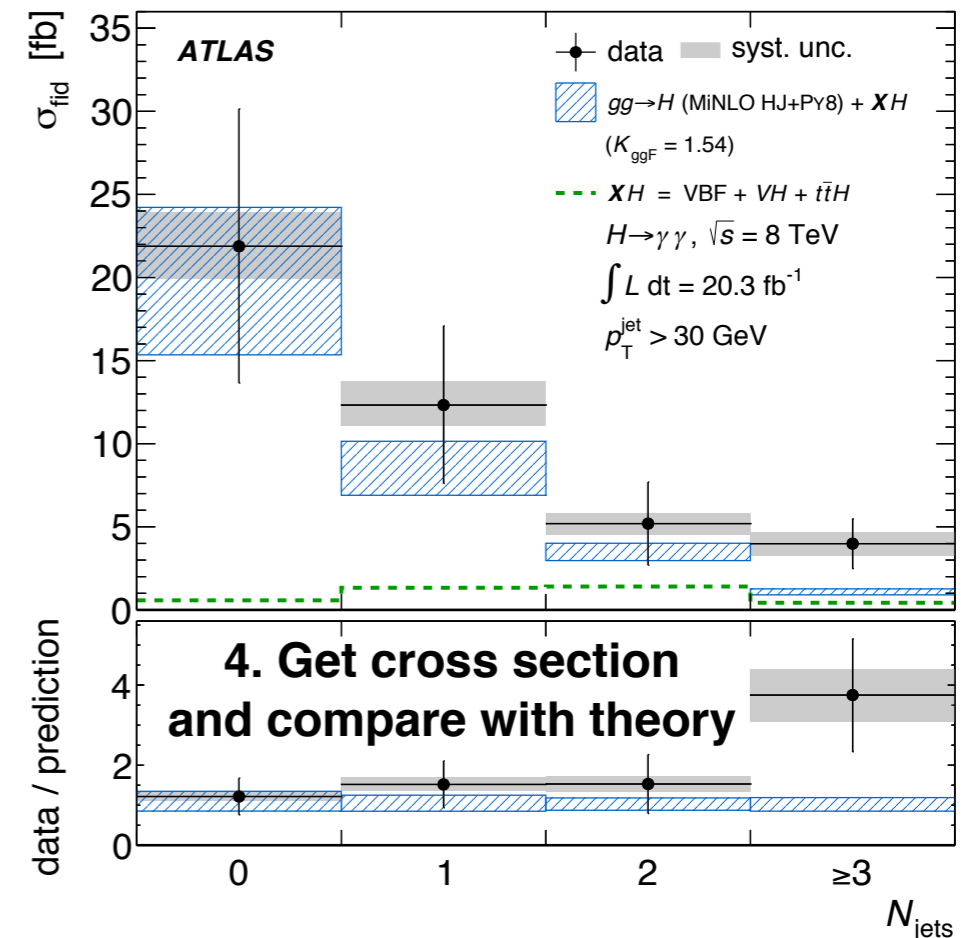 σfid [fb]
35
30
25
20
15
10
5
0
ATLAS
data syst. unc.
gg→H (MiNLO HJ+PY8) + XH
(KggF = 1.54)
XH = VBF + VH + tt̄H
H→γγ, √s = 8 TeV
∫ L dt = 20.3 fb⁻¹
pTjet > 30 GeV
data / prediction
4
2
0
4. Get cross section
and compare with theory
0 1 2 ≥3
Njets